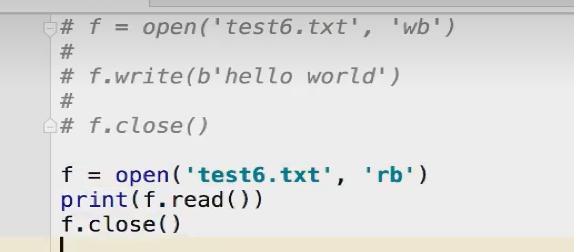 # f = open('test6.txt', 'wb')
#
# f.write(b'hello world')
#
# f.close()
f = open('test6.txt', 'rb')
print(f.read())
f.close()